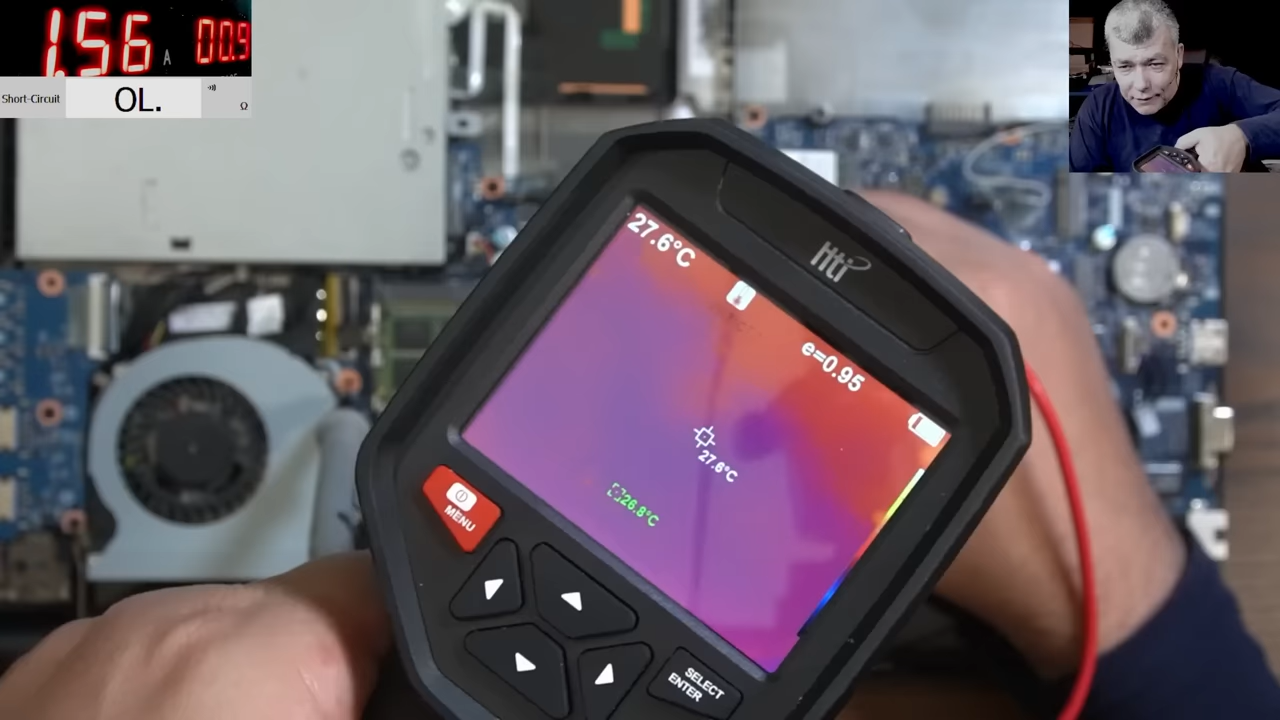 1.56 A 00.9
Short-Circuit OL. Ω
Hti
27.6°C
e=0.95
27.6°C
26.8°C
MENU
SELECT
ENTER